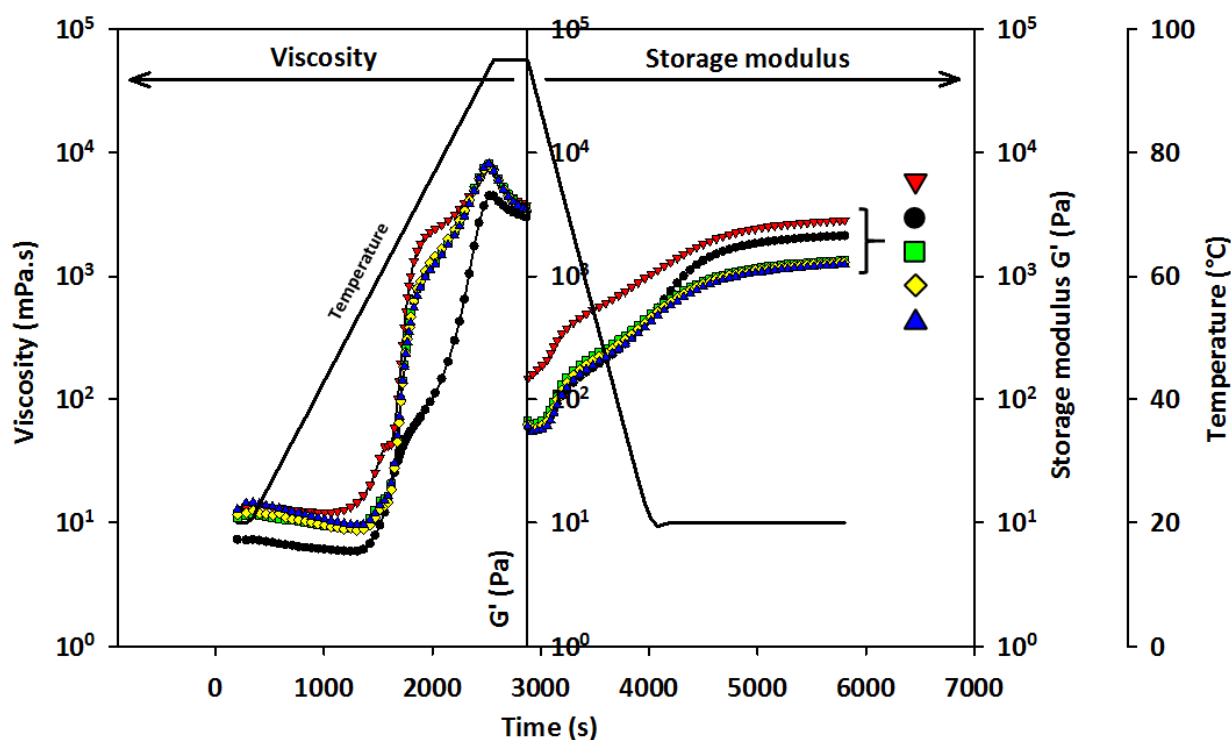 Viscosity
Storage modulus
Temperature
Viscosity (mPa.s)
10⁵
10⁴
10³
10²
10¹
10⁰
G' (Pa)
10⁵
10⁴
10³
10²
10¹
10⁰
Storage modulus G' (Pa)
10⁵
10⁴
10³
10²
10¹
10⁰
Temperature (°C)
100
80
60
40
20
0
0 1000 2000 3000 4000 5000 6000 7000
Time (s)